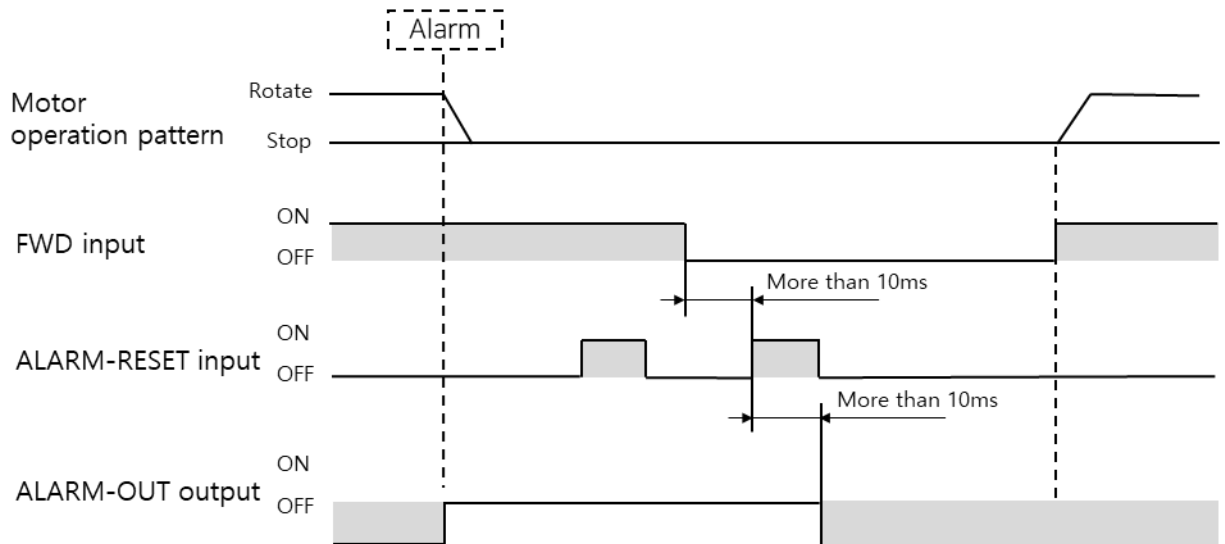 Alarm
Motor
operation pattern
Rotate
Stop
FWD input
ON
OFF
More than 10ms
ALARM-RESET input
ON
OFF
More than 10ms
ALARM-OUT output
ON
OFF